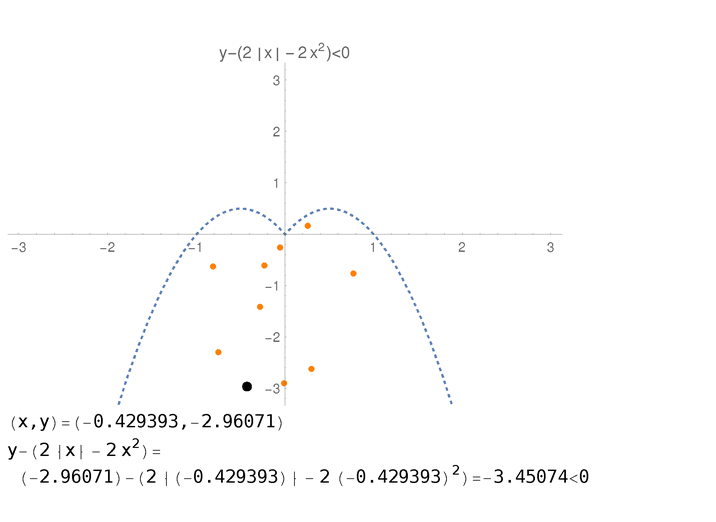 y−(2 |x| − 2 x²)<0
3
2
1
−3 −2 −1 1 2 3
−1
−2
−3
(x,y)=(−0.429393,−2.96071)
y−(2 |x| − 2 x²)=
(−2.96071)−(2 |(−0.429393)| − 2 (−0.429393)²)=−3.45074<0